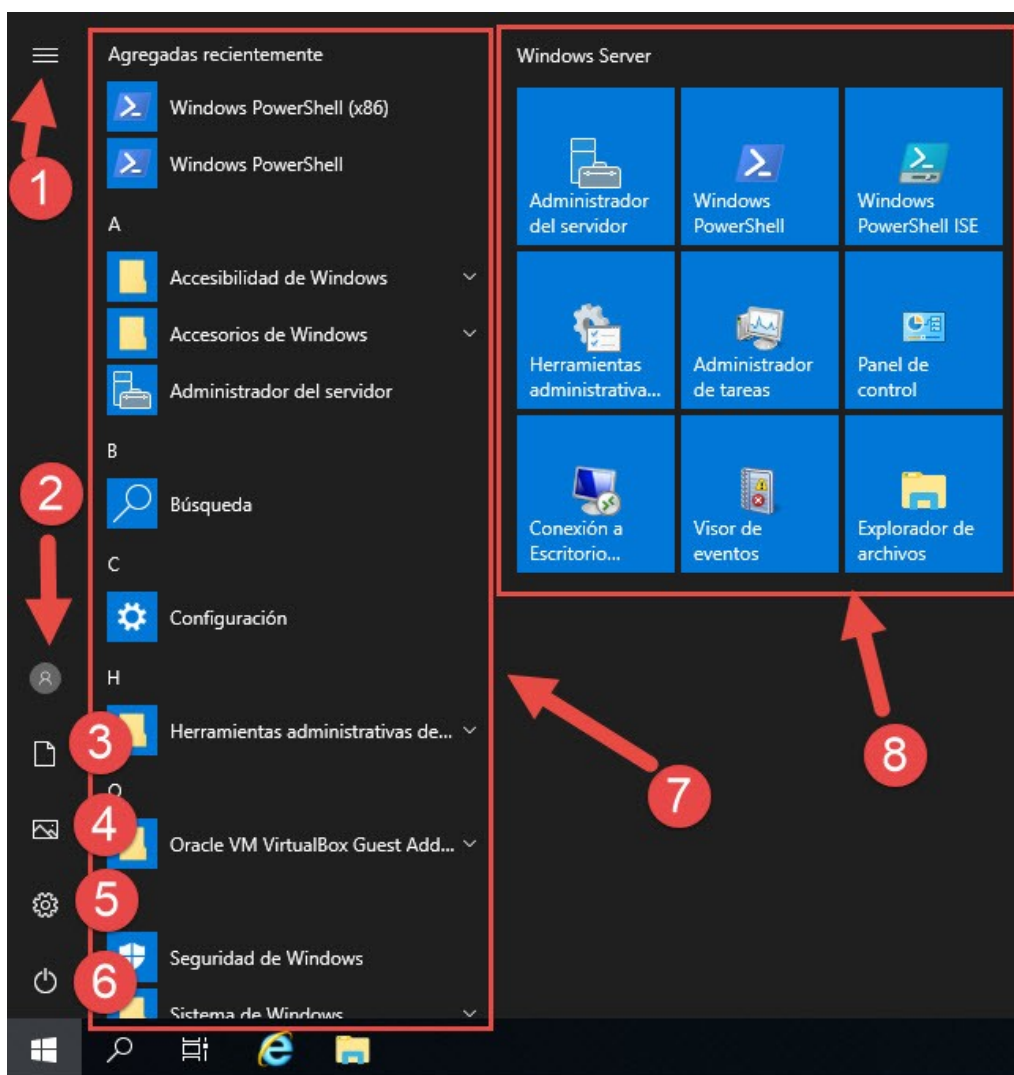 Agregadas recientemente
Windows PowerShell (x86)
Windows PowerShell
A
Accesibilidad de Windows
Accesorios de Windows
Administrador del servidor
B
Búsqueda
C
Configuración
H
Herramientas administrativas de...
O
Oracle VM VirtualBox Guest Add...
Seguridad de Windows
Sistema de Windows
Windows Server
Administrador
del servidor
Windows
PowerShell
Windows
PowerShell ISE
Herramientas
administrativa...
Administrador
de tareas
Panel de
control
Conexión a
Escritorio...
Visor de
eventos
Explorador de
archivos
1
2
3
4
5
6
7
8